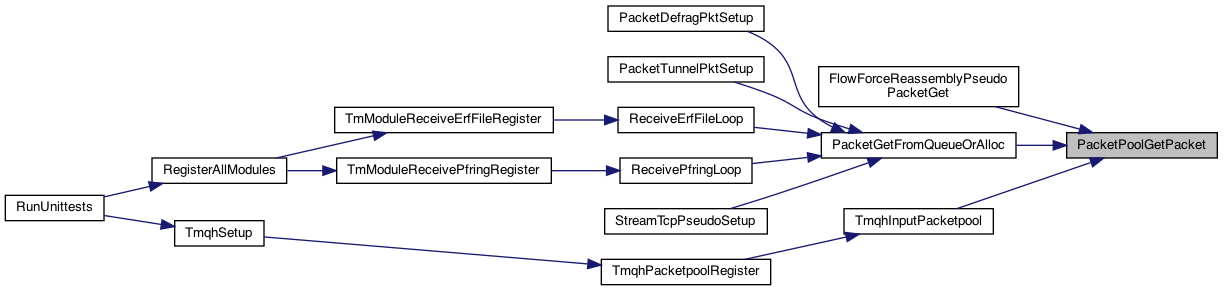 PacketDefragPktSetup
PacketTunnelPktSetup
FlowForceReassemblyPseudo
PacketGet
TmModuleReceiveErfFileRegister
ReceiveErfFileLoop
PacketGetFromQueueOrAlloc
PacketPoolGetPacket
RegisterAllModules
TmModuleReceivePfringRegister
ReceivePfringLoop
RunUnittests
StreamTcpPseudoSetup
TmqhInputPacketpool
TmqhSetup
TmqhPacketpoolRegister